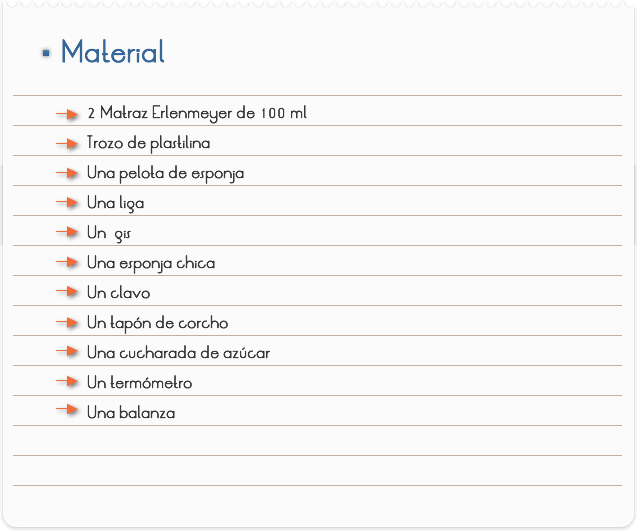 Material
2 Matraz Erlenmeyer de 100 ml
Trozo de plastilina
Una pelota de esponja
Una liga
Un gis
Una esponja chica
Un clavo
Un tapón de corcho
Una cucharada de azúcar
Un termómetro
Una balanza